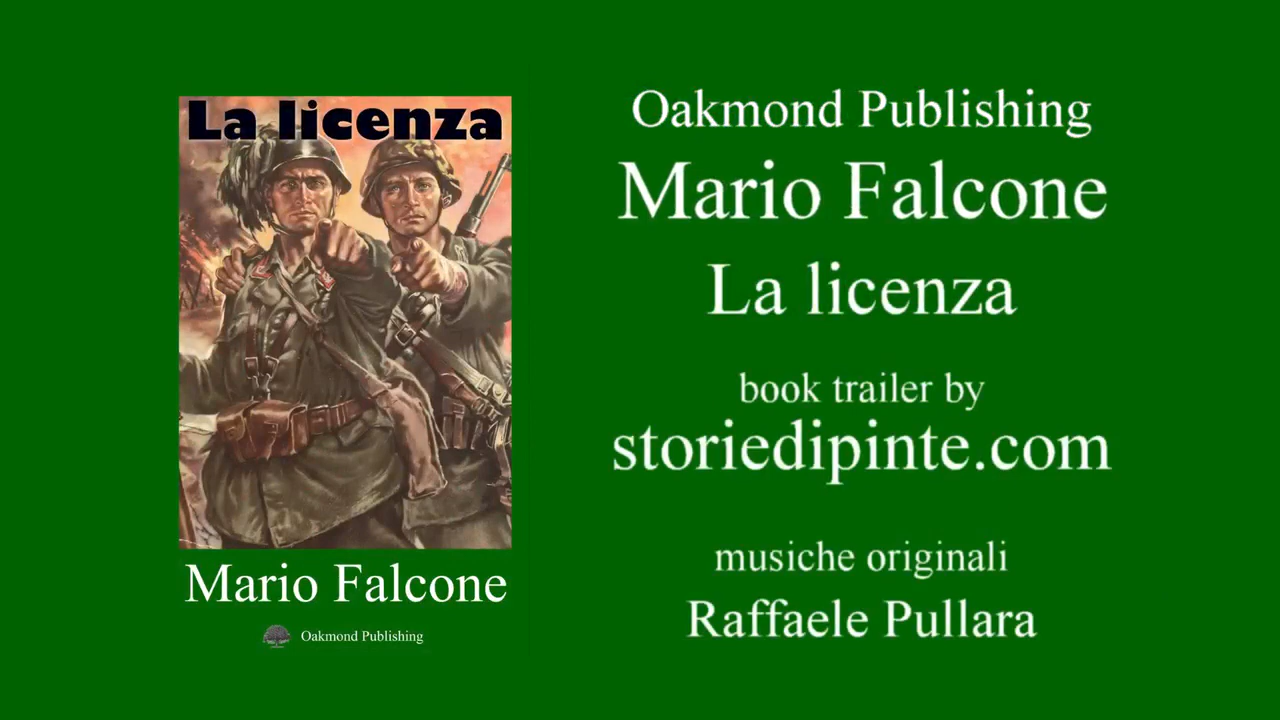 La licenza
Mario Falcone
Oakmond Publishing
Oakmond Publishing
Mario Falcone
La licenza
book trailer by
storiedipinte.com
musiche originali
Raffaele Pullara